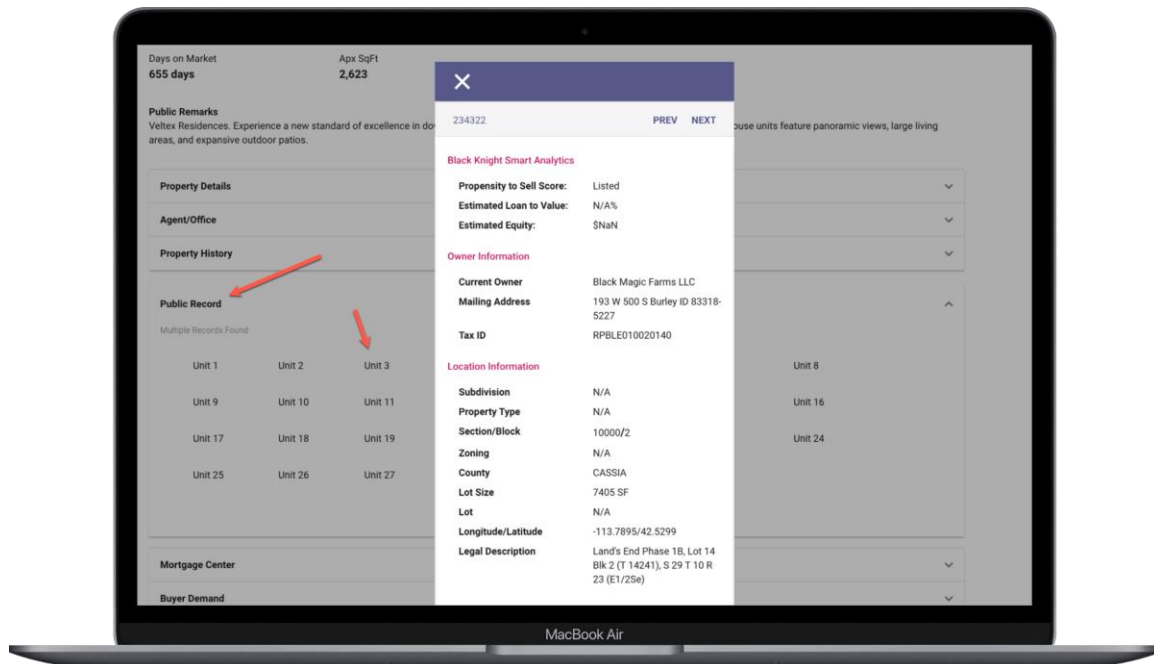 Days on Market
Apx SqFt
655 days
2,623
Public Remarks
Veltex Residences. Experience a new standard of excellence in
ouse units feature panoramic views, large living
areas, and expansive outdoor patios.
Property Details
Agent/Office
Property History
Public Record
Multiple Records Found
Unit 1
Unit 2
Unit 3
Unit 8
Unit 9
Unit 10
Unit 11
Unit 16
Unit 17
Unit 18
Unit 19
Unit 24
Unit 25
Unit 26
Unit 27
Mortgage Center
Buyer Demand
234322
PREV NEXT
Black Knight Smart Analytics
Propensity to Sell Score: Listed
Estimated Loan to Value: N/A%
Estimated Equity: $NaN
Owner Information
Current Owner Black Magic Farms LLC
Mailing Address 193 W 500 S Burley ID 83318-
5227
Tax ID RPBLE010020140
Location Information
Subdivision N/A
Property Type N/A
Section/Block 10000/2
Zoning N/A
County CASSIA
Lot Size 7405 SF
Lot N/A
Longitude/Latitude -113.7895/42.5299
Legal Description Land's End Phase 1B, Lot 14
Blk 2 (T 14241), S 29 T 10 R
23 (E1/2Se)
MacBook Air